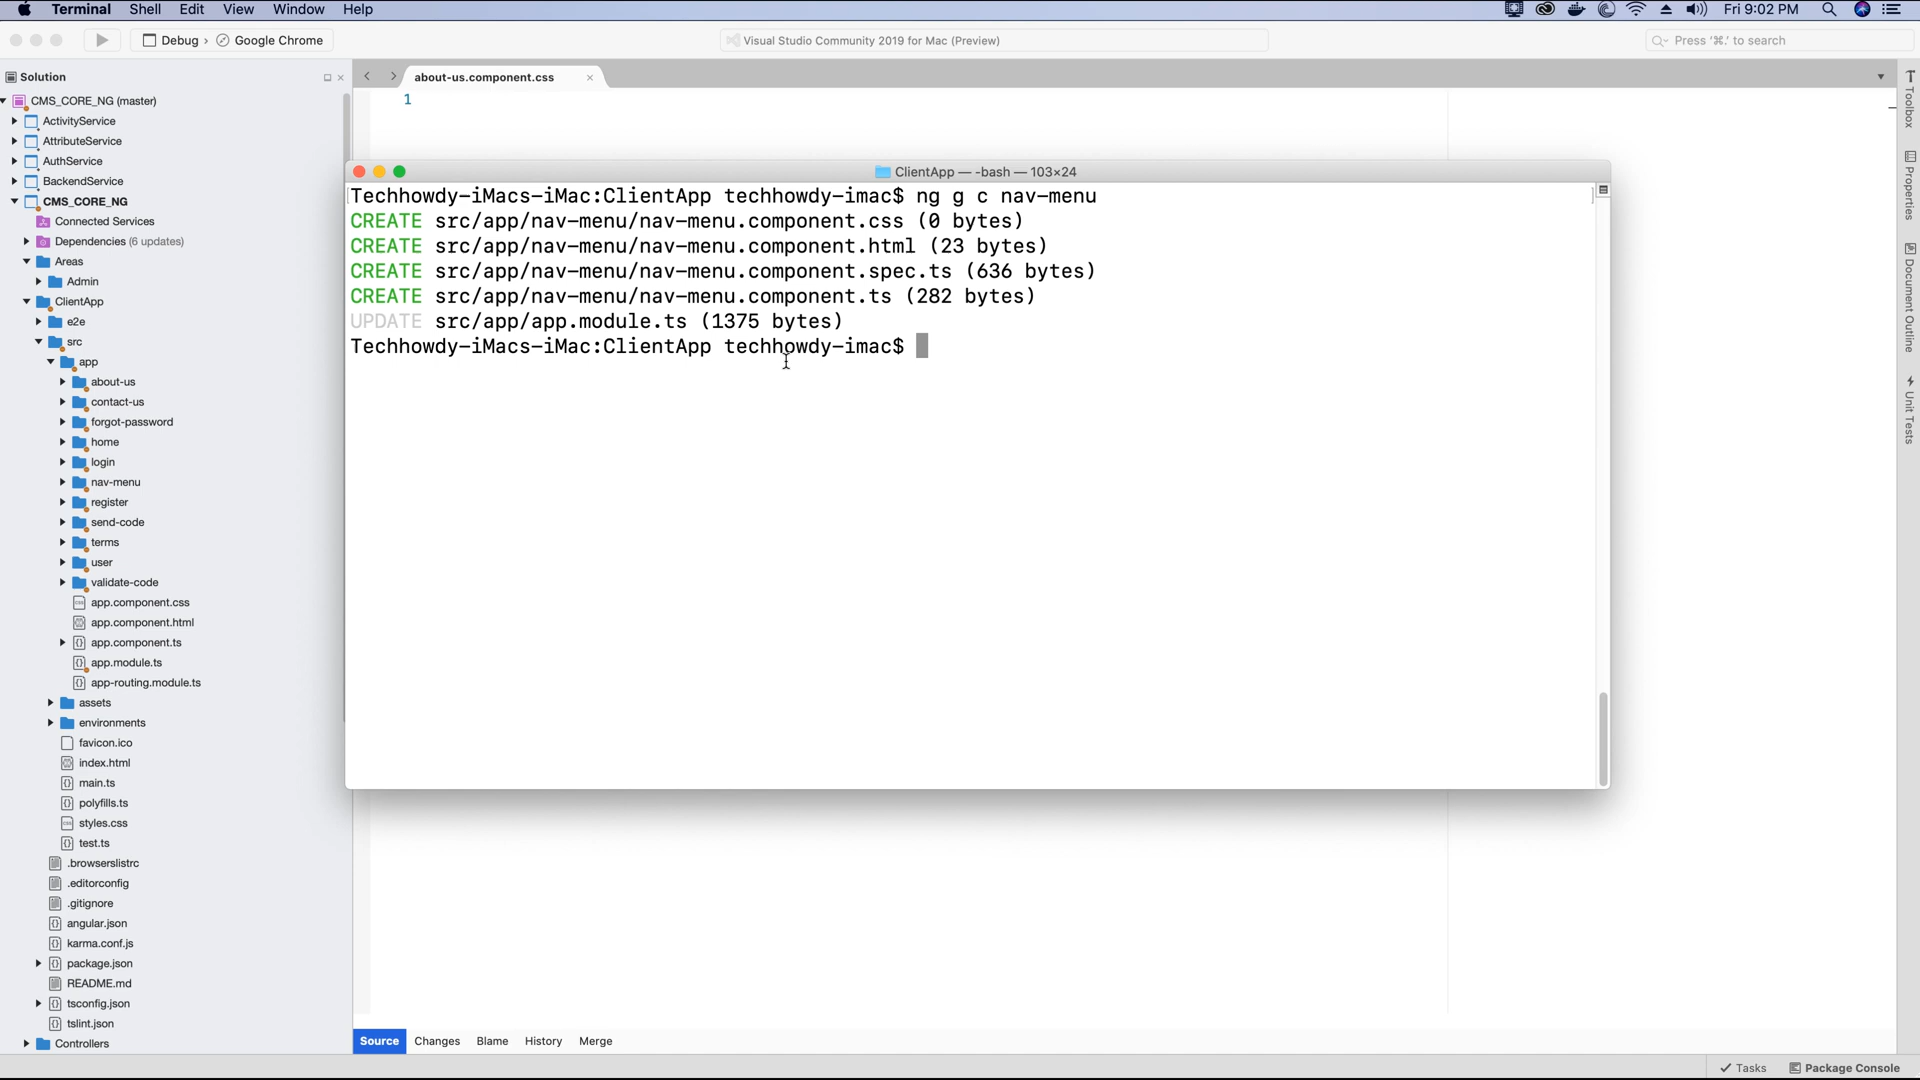 Terminal Shell Edit View Window Help Fri 9:02 PM
Debug › Google Chrome Visual Studio Community 2019 for Mac (Preview) Press '⌘.' to search
Solution
about-us.component.css
1
CMS_CORE_NG (master)
ActivityService
AttributeService
AuthService
BackendService
CMS_CORE_NG
Connected Services
Dependencies (6 updates)
Areas
Admin
ClientApp
e2e
src
app
about-us
contact-us
forgot-password
home
login
nav-menu
register
send-code
terms
user
validate-code
app.component.css
app.component.html
app.component.ts
app.module.ts
app-routing.module.ts
assets
environments
favicon.ico
index.html
main.ts
polyfills.ts
styles.css
test.ts
.browserslistrc
.editorconfig
.gitignore
angular.json
karma.conf.js
package.json
README.md
tsconfig.json
tslint.json
Controllers
ClientApp — -bash — 103×24
Techhowdy-iMacs-iMac:ClientApp techhowdy-imac$ ng g c nav-menu
CREATE src/app/nav-menu/nav-menu.component.css (0 bytes)
CREATE src/app/nav-menu/nav-menu.component.html (23 bytes)
CREATE src/app/nav-menu/nav-menu.component.spec.ts (636 bytes)
CREATE src/app/nav-menu/nav-menu.component.ts (282 bytes)
UPDATE src/app/app.module.ts (1375 bytes)
Techhowdy-iMacs-iMac:ClientApp techhowdy-imac$
Toolbox
Properties
Document Outline
Unit Tests
Source Changes Blame History Merge
Tasks Package Console